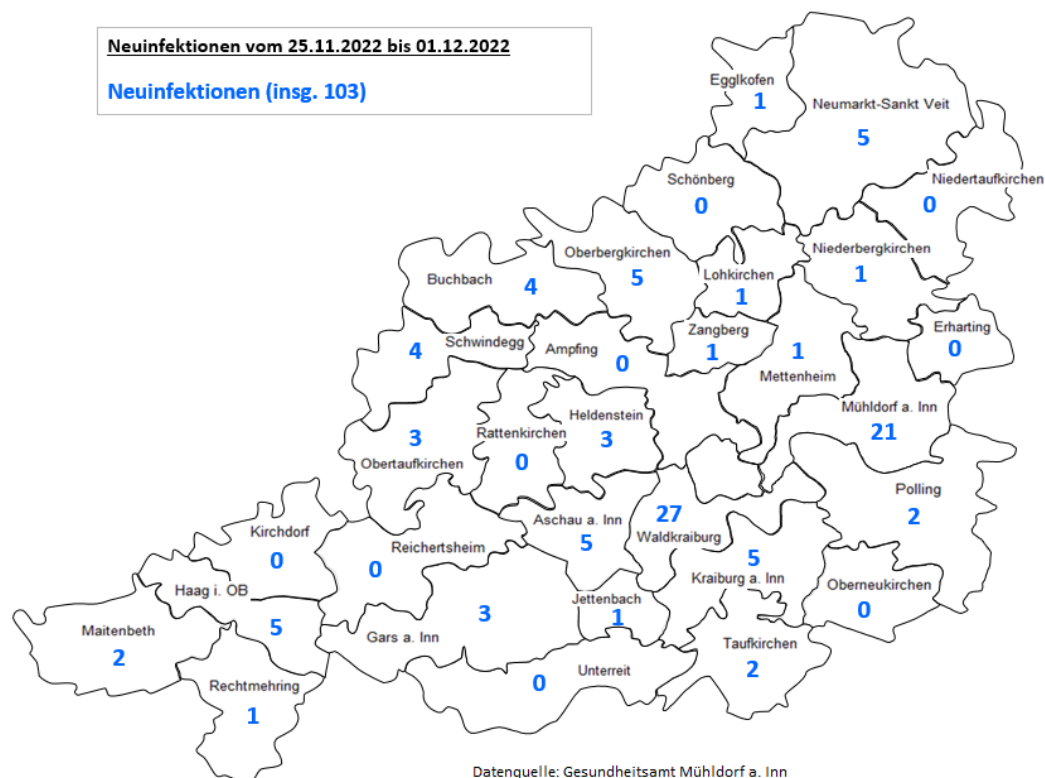 Neuinfektionen vom 25.11.2022 bis 01.12.2022
Neuinfektionen (insg. 103)
Egglkofen
1
Neumarkt-Sankt Veit
5
Schönberg
0
Niedertaufkirchen
0
Oberbergkirchen
5
Niederbergkirchen
1
Lohkirchen
1
Buchbach
4
Schwindegg
4
Ampfing
0
Zangberg
1
1
Mettenheim
Erharting
0
Mühldorf a. Inn
21
3
Obertaufkirchen
Rattenkirchen
0
Heldenstein
3
Polling
2
Kirchdorf
0
Reichertsheim
0
Aschau a. Inn
5
27
Waldkraiburg
5
Kraiburg a. Inn
Oberneukirchen
0
Haag i. OB
5
Maitenbeth
2
Gars a. Inn
3
Jettenbach
1
Taufkirchen
2
Unterreit
0
Rechtmehring
1
Datenquelle: Gesundheitsamt Mühldorf a. Inn